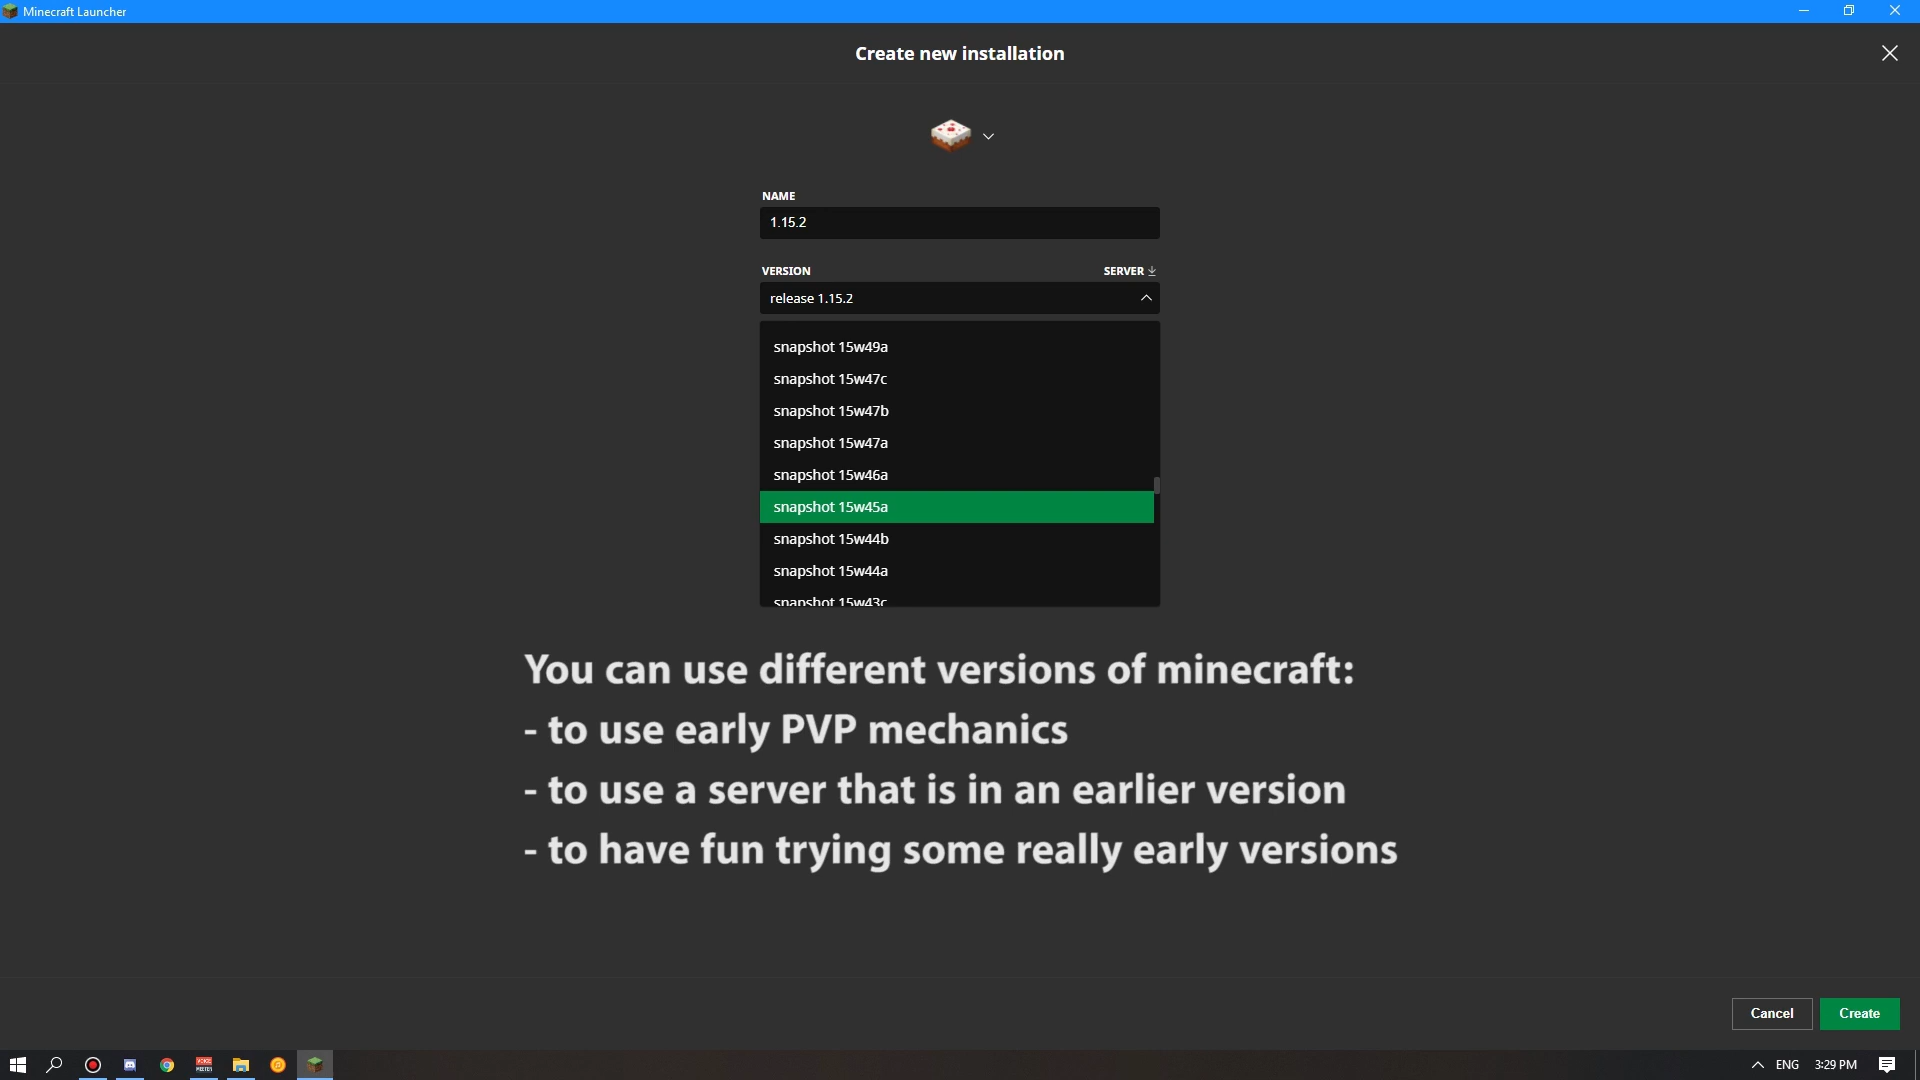 Minecraft Launcher
Create new installation
NAME
1.15.2
VERSION
SERVER
release 1.15.2
snapshot 15w49a
snapshot 15w47c
snapshot 15w47b
snapshot 15w47a
snapshot 15w46a
snapshot 15w45a
snapshot 15w44b
snapshot 15w44a
snapshot 15w43c
You can use different versions of minecraft:
- to use early PVP mechanics
- to use a server that is in an earlier version
- to have fun trying some really early versions
Cancel
Create
ENG
3:29 PM